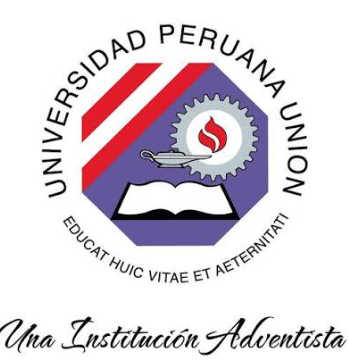 UNIVERSIDAD PERUANA UNION
EDUCAT HUIC VITAE ET AETERNITATI
Una Institución Adventista